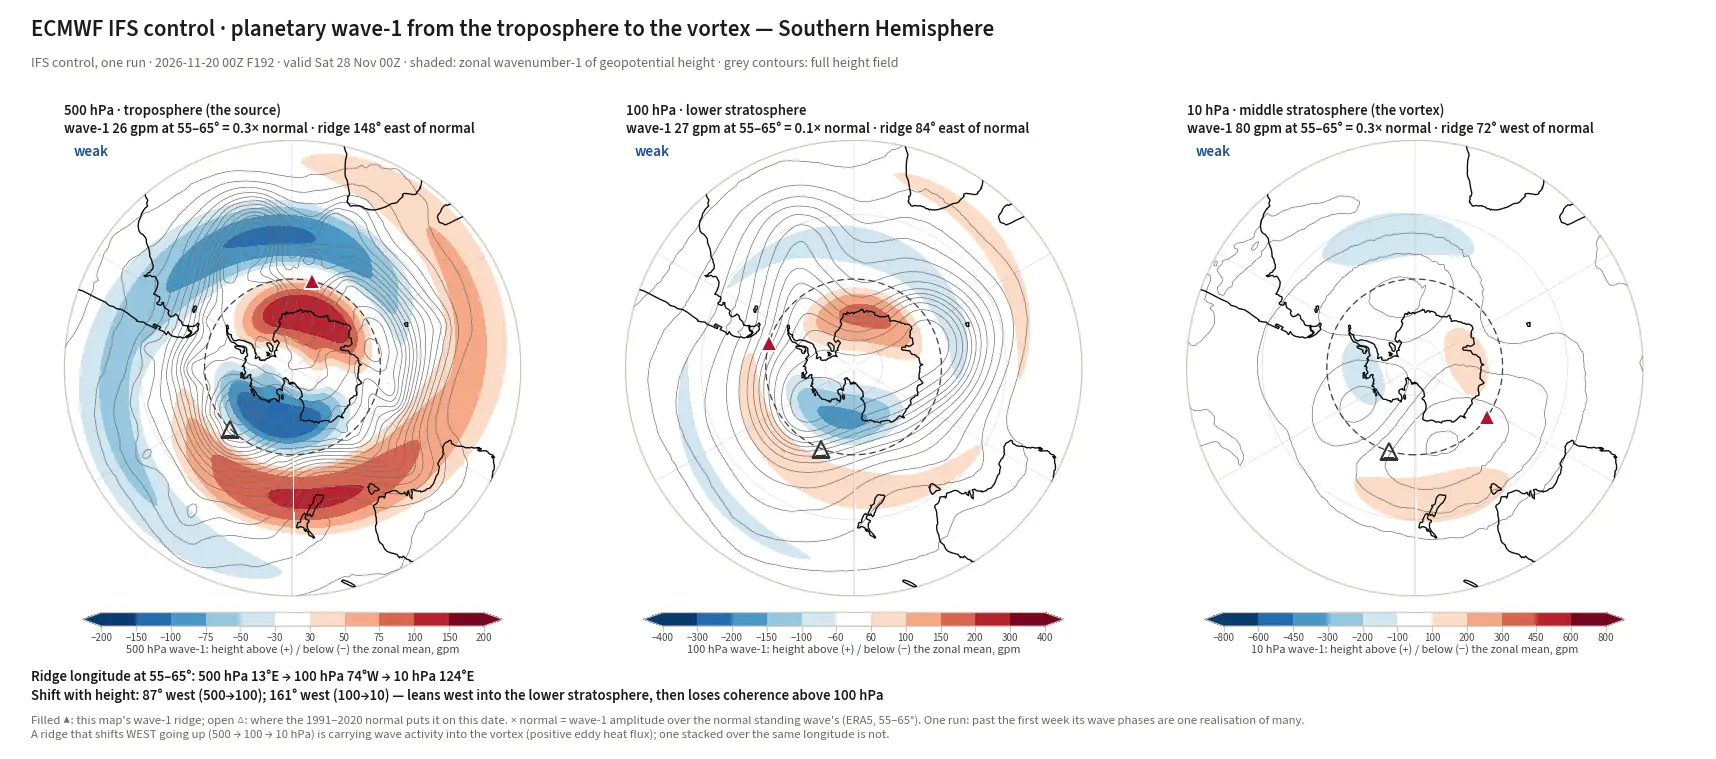 ECMWF IFS control · planetary wave-1 from the troposphere to the vortex — Southern Hemisphere
IFS control, one run · 2026-11-20 00Z F192 · valid Sat 28 Nov 00Z · shaded: zonal wavenumber-1 of geopotential height · grey contours: full height field
500 hPa · troposphere (the source)
wave-1 26 gpm at 55–65° = 0.3× normal · ridge 148° east of normal
weak
100 hPa · lower stratosphere
wave-1 27 gpm at 55–65° = 0.1× normal · ridge 84° east of normal
weak
10 hPa · middle stratosphere (the vortex)
wave-1 80 gpm at 55–65° = 0.3× normal · ridge 72° west of normal
weak
−200 −150 −100 −75 −50 −30 30 50 75 100 150 200
500 hPa wave-1: height above (+) / below (−) the zonal mean, gpm
−400 −300 −200 −150 −100 −60 60 100 150 200 300 400
100 hPa wave-1: height above (+) / below (−) the zonal mean, gpm
−800 −600 −450 −300 −200 −100 100 200 300 450 600 800
10 hPa wave-1: height above (+) / below (−) the zonal mean, gpm
Ridge longitude at 55–65°: 500 hPa 13°E → 100 hPa 74°W → 10 hPa 124°E
Shift with height: 87° west (500→100); 161° west (100→10) — leans west into the lower stratosphere, then loses coherence above 100 hPa
Filled ▲: this map's wave-1 ridge; open △: where the 1991–2020 normal puts it on this date. × normal = wave-1 amplitude over the normal standing wave's (ERA5, 55–65°). One run: past the first week its wave phases are one realisation of many.
A ridge that shifts WEST going up (500 → 100 → 10 hPa) is carrying wave activity into the vortex (positive eddy heat flux); one stacked over the same longitude is not.